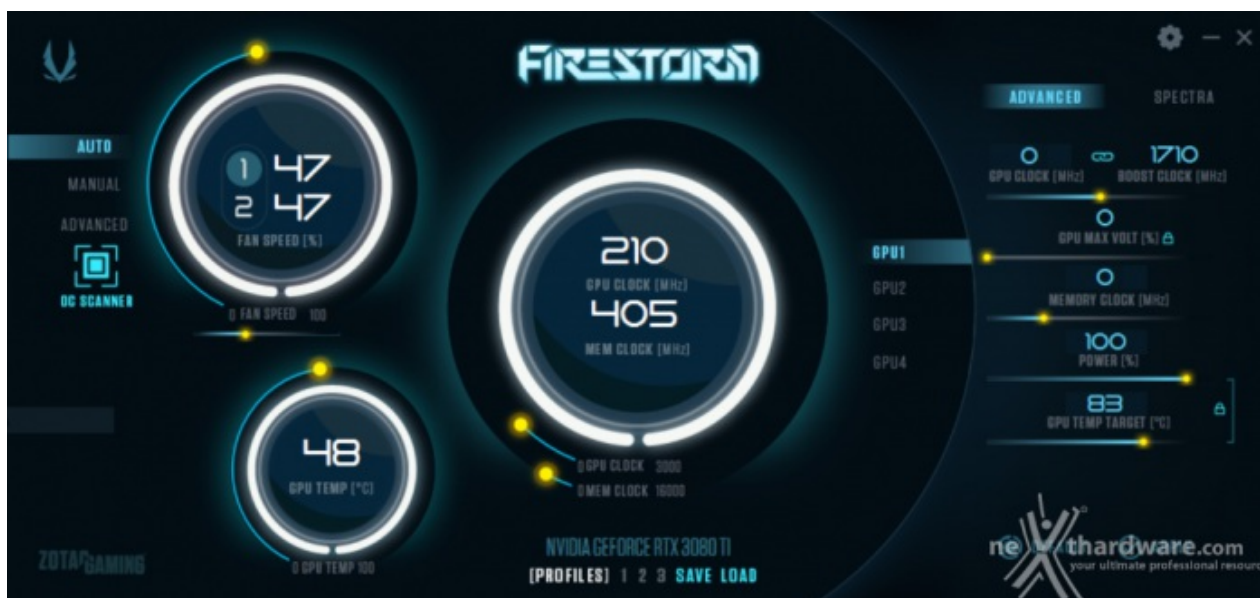 FIRESTORM
ADVANCED SPECTRA
AUTO
MANUAL
ADVANCED
OC SCANNER
1 47
2 47
FAN SPEED [%]
0 FAN SPEED 100
48
GPU TEMP [°C]
0 GPU TEMP 100
210
GPU CLOCK [MHz]
405
MEM CLOCK [MHz]
0 GPU CLOCK 3000
0 MEM CLOCK 16000
GPU1
GPU2
GPU3
GPU4
0 1710
GPU CLOCK [MHz] BOOST CLOCK [MHz]
0
GPU MAX VOLT [%]
0
MEMORY CLOCK [MHz]
100
POWER [%]
83
GPU TEMP TARGET [°C]
ZOTAC GAMING
NVIDIA GEFORCE RTX 3080 TI
[PROFILES] 1 2 3 SAVE LOAD
nexthardware.com
your ultimate professional resour